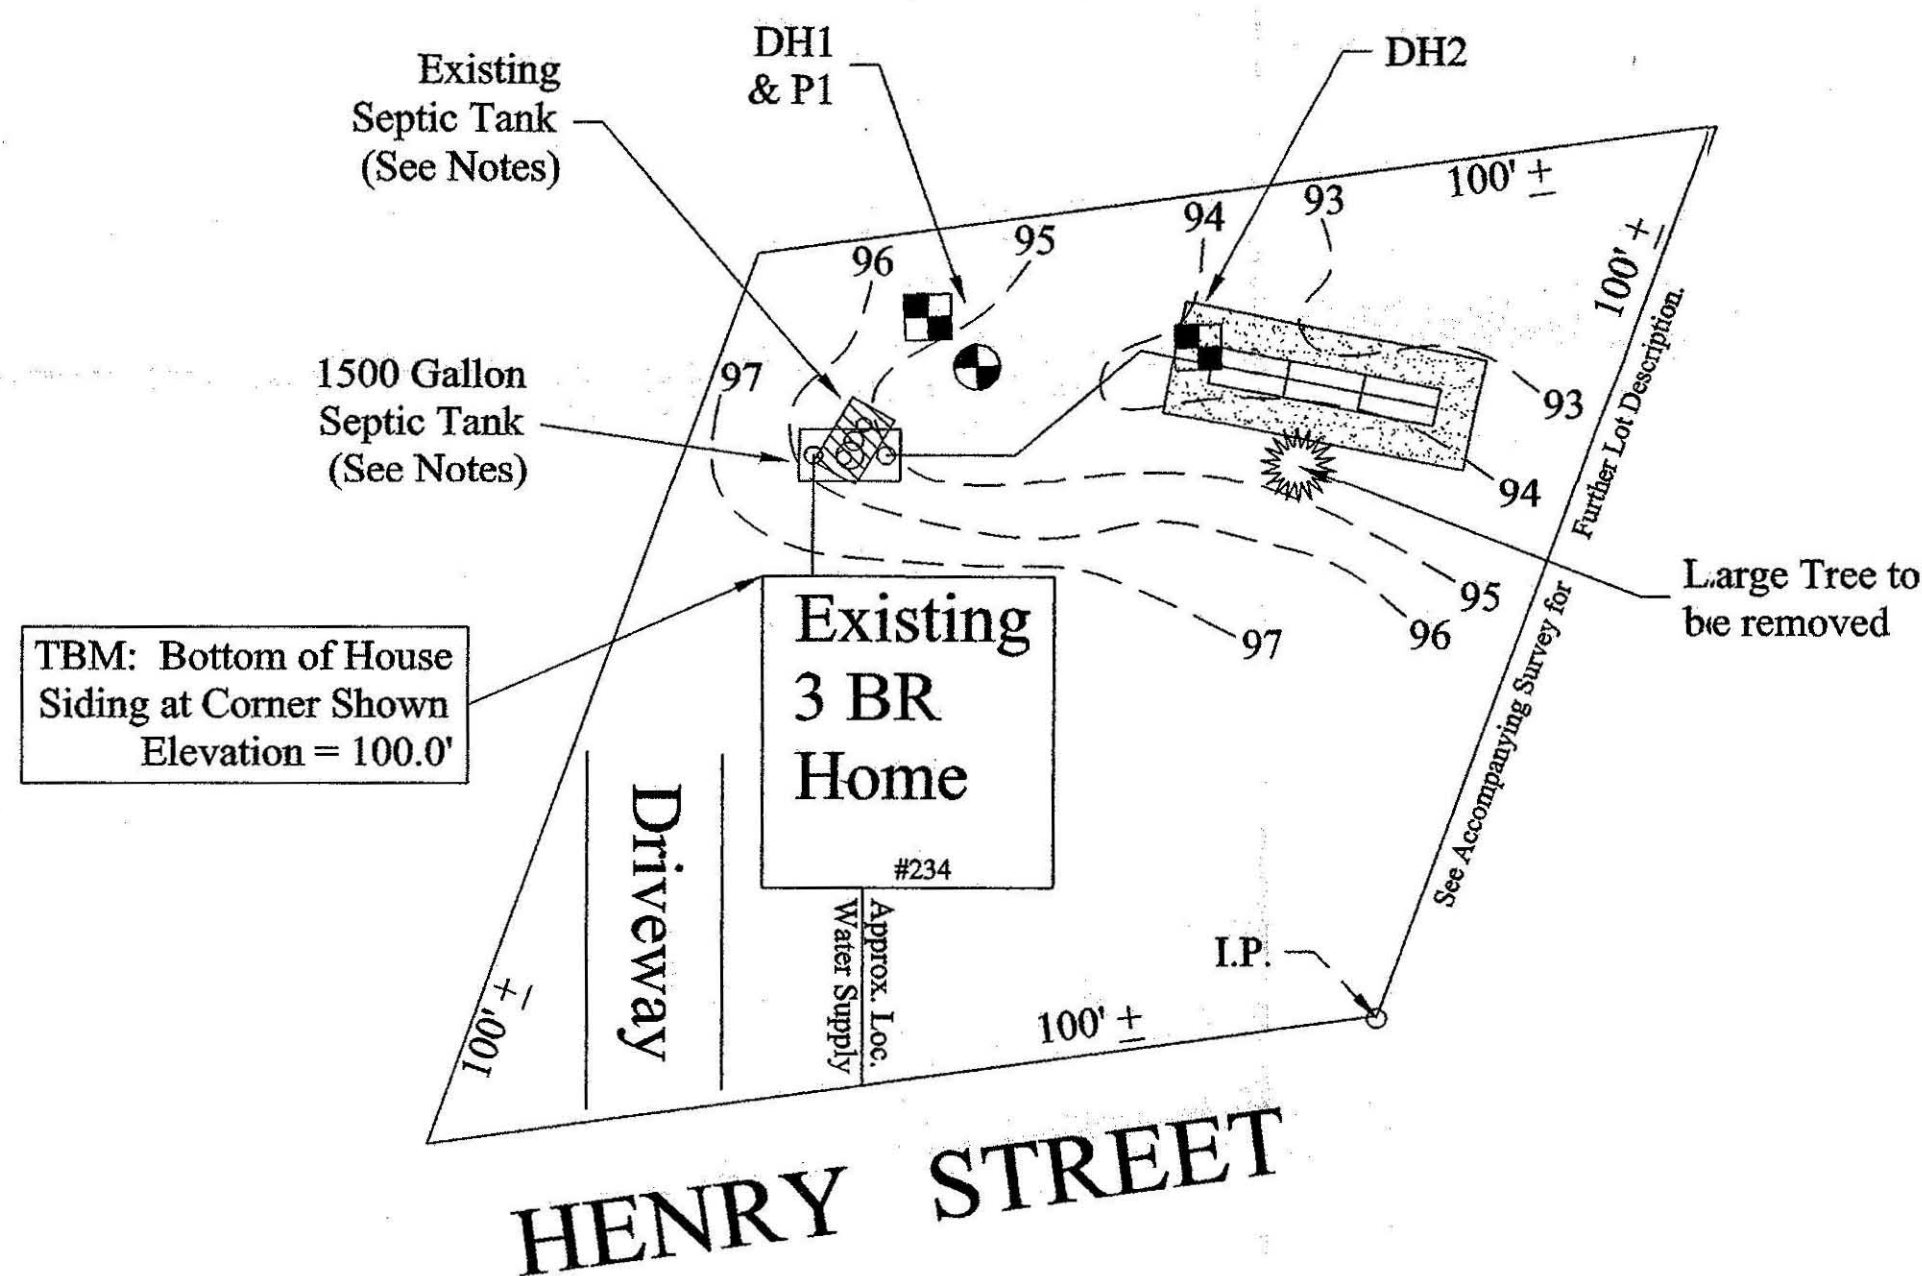 DH1
& P1
DH2
Existing
Septic Tank
(See Notes)
100' ±
93
94
95
96
100' ±
Further Lot Description.
1500 Gallon
Septic Tank
(See Notes)
97
93
94
95
96
97
Large Tree to
be removed
TBM: Bottom of House
Siding at Corner Shown
Elevation = 100.0'
Existing
3 BR
Home
#234
Driveway
Approx. Loc.
Water Supply
See Accompanying Survey for
I.P.
100' ±
100' ±
HENRY STREET